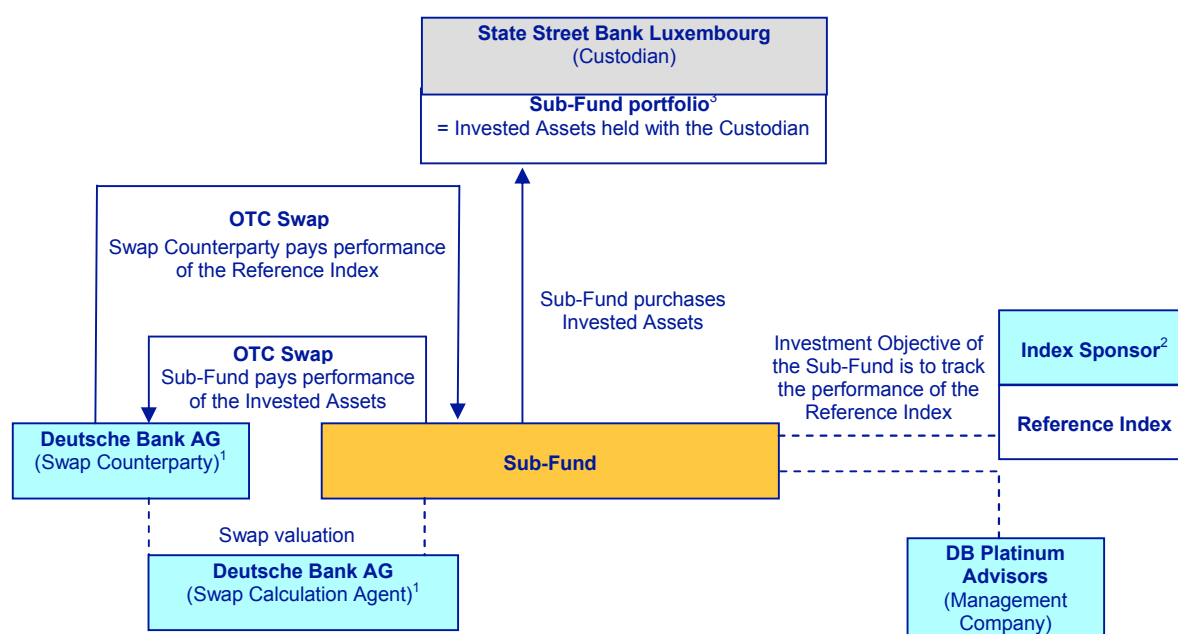 State Street Bank Luxembourg
(Custodian)
Sub-Fund portfolio³
= Invested Assets held with the Custodian
OTC Swap
Swap Counterparty pays performance
of the Reference Index
Sub-Fund purchases
Invested Assets
OTC Swap
Sub-Fund pays performance
of the Invested Assets
Investment Objective of
the Sub-Fund is to track
the performance of the
Reference Index
Index Sponsor²
Reference Index
Deutsche Bank AG
(Swap Counterparty)¹
Sub-Fund
Swap valuation
Deutsche Bank AG
(Swap Calculation Agent)¹
DB Platinum
Advisors
(Management
Company)